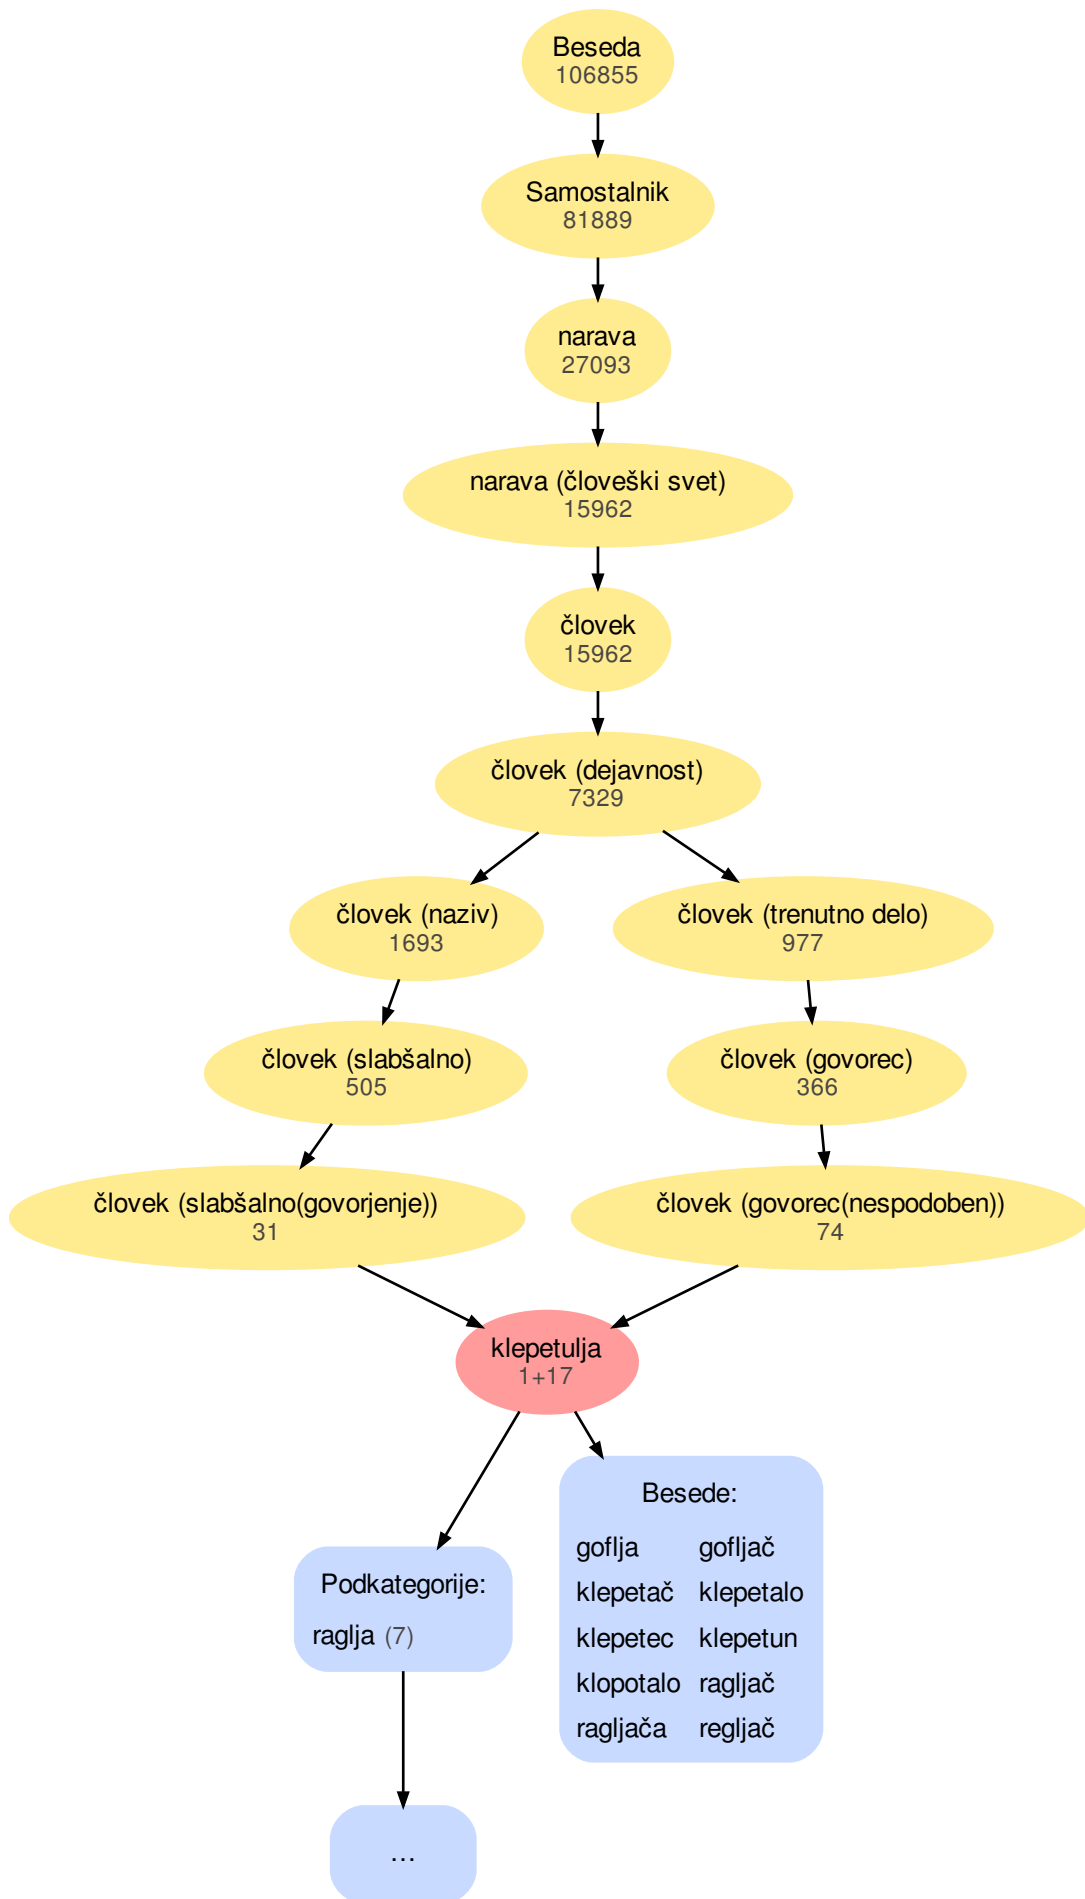 Beseda
106855
Samostalnik
81889
narava
27093
narava (človeški svet)
15962
človek
15962
človek (dejavnost)
7329
človek (naziv)
1693
človek (trenutno delo)
977
človek (slabšalno)
505
človek (govorec)
366
človek (slabšalno(govorjenje))
31
človek (govorec(nespodoben))
74
klepetulja
1+17
Podkategorije:
raglja (7)
...
Besede:
goflja gofljač
klepetač klepetalo
klepetec klepetun
klopotalo ragljač
ragljača regljač